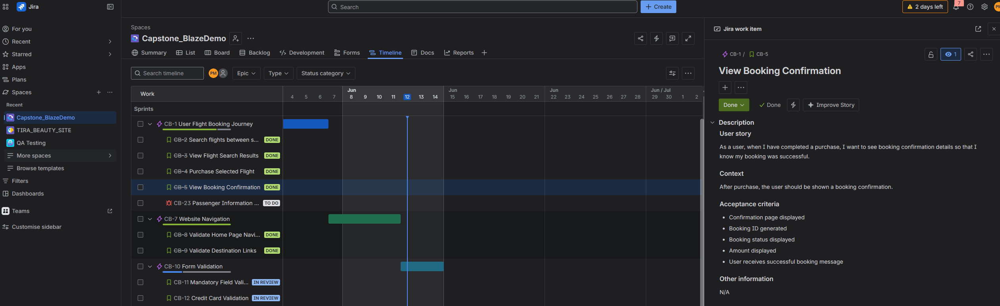 Jira
Search
Create
2 days left
7
PM
For you
Recent
Starred
Apps
Plans
Spaces
Recent
Capstone_BlazeDemo
TIRA_BEAUTY_SITE
QA Testing
More spaces
Browse templates
Filters
Dashboards
Teams
Customise sidebar
Spaces
Capstone_BlazeDemo
Summary List Board Backlog Development Forms Timeline Docs Reports
Search timeline PM Epic Type Status category
Work
Jun Jun Jun Jun / Jul
4 5 6 7 8 9 10 11 12 13 14 15 16 17 18 19 20 21 22 23 24 25 26 27 28 29 30 1 2
Sprints
CB-1 User Flight Booking Journey
CB-2 Search flights between s... DONE
CB-3 View Flight Search Results DONE
CB-4 Purchase Selected Flight DONE
CB-5 View Booking Confirmation DONE
CB-23 Passenger Information ... TO DO
CB-7 Website Navigation
CB-8 Validate Home Page Navi... DONE
CB-9 Validate Destination Links DONE
CB-10 Form Validation
CB-11 Mandatory Field Vali... IN REVIEW
CB-12 Credit Card Validation IN REVIEW
Jira work item
CB-1 / CB-5
1
View Booking Confirmation
Done Done Improve Story
Description
User story
As a user, when I have completed a purchase, I want to see booking confirmation details so that I
know my booking was successful.
Context
After purchase, the user should be shown a booking confirmation.
Acceptance criteria
• Confirmation page displayed
• Booking ID generated
• Booking status displayed
• Amount displayed
• User receives successful booking message
Other information
N/A